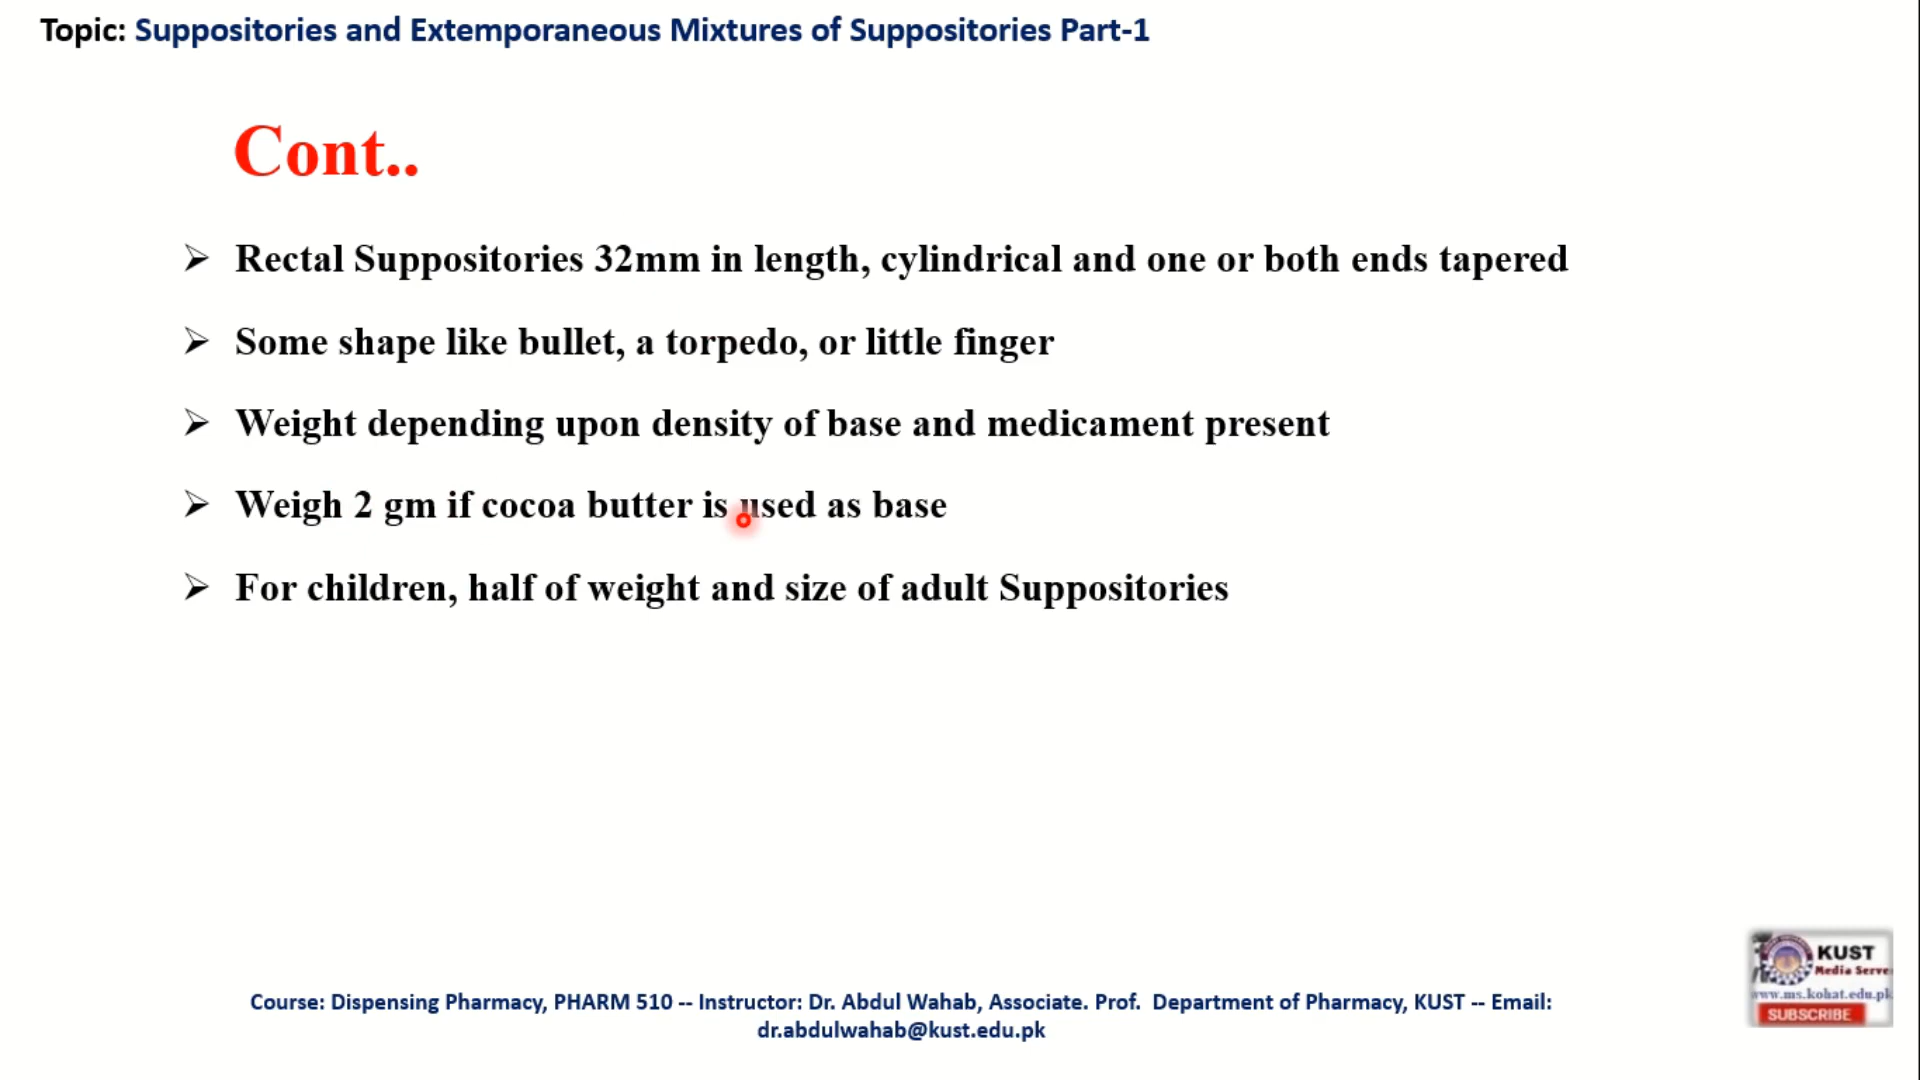 Topic: Suppositories and Extemporaneous Mixtures of Suppositories Part-1
Cont..
Rectal Suppositories 32mm in length, cylindrical and one or both ends tapered
Some shape like bullet, a torpedo, or little finger
Weight depending upon density of base and medicament present
Weigh 2 gm if cocoa butter is used as base
For children, half of weight and size of adult Suppositories
KUST
Media Serve
www.ms.kohat.edu.pk
SUBSCRIBE
Course: Dispensing Pharmacy, PHARM 510 -- Instructor: Dr. Abdul Wahab, Associate. Prof. Department of Pharmacy, KUST -- Email:
dr.abdulwahab@kust.edu.pk